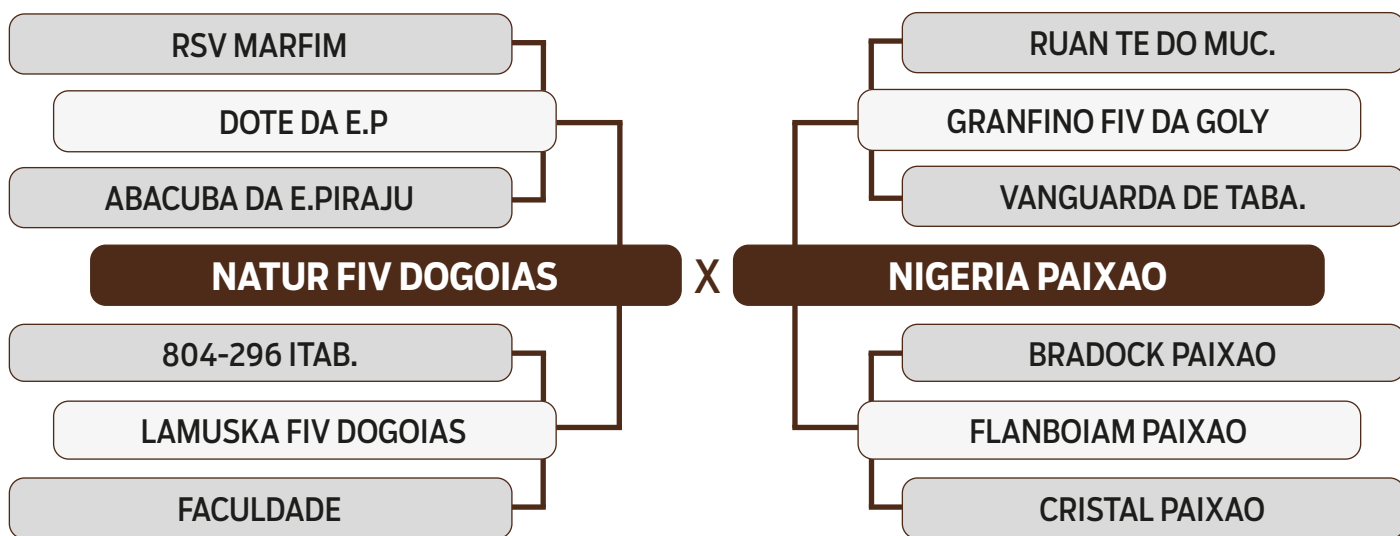 RSV MARFIM
DOTE DA E.P
ABACUBA DA E.PIRAJU
NATUR FIV DOGOIAS
804-296 ITAB.
LAMUSKA FIV DOGOIAS
FACULDADE
X
RUAN TE DO MUC.
GRANFINO FIV DA GOLY
VANGUARDA DE TABA.
NIGERIA PAIXAO
BRADOCK PAIXAO
FLANBOIAM PAIXAO
CRISTAL PAIXAO